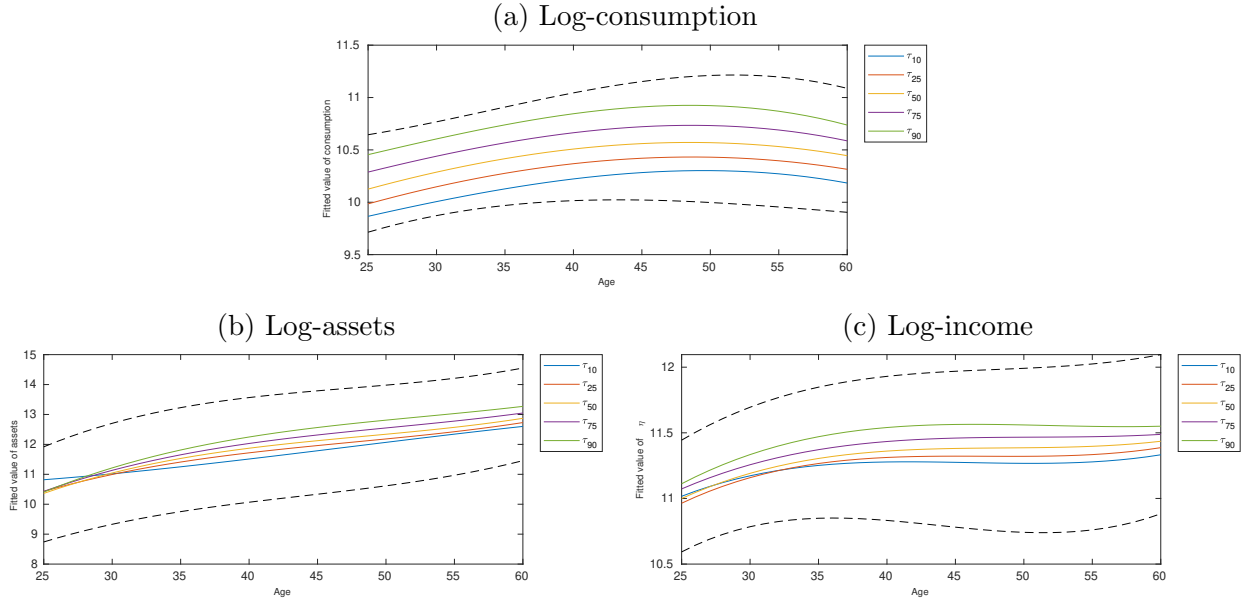 (a) Log-consumption
11.5
11
10.5
10
9.5
Fitted value of consumption
25 30 35 40 45 50 55 60
Age
τ10
τ25
τ50
τ75
τ90
(b) Log-assets
15
14
13
12
11
10
9
8
Fitted value of assets
25 30 35 40 45 50 55 60
Age
τ10
τ25
τ50
τ75
τ90
(c) Log-income
12
11.5
11
10.5
Fitted value of η
25 30 35 40 45 50 55 60
Age
τ10
τ25
τ50
τ75
τ90